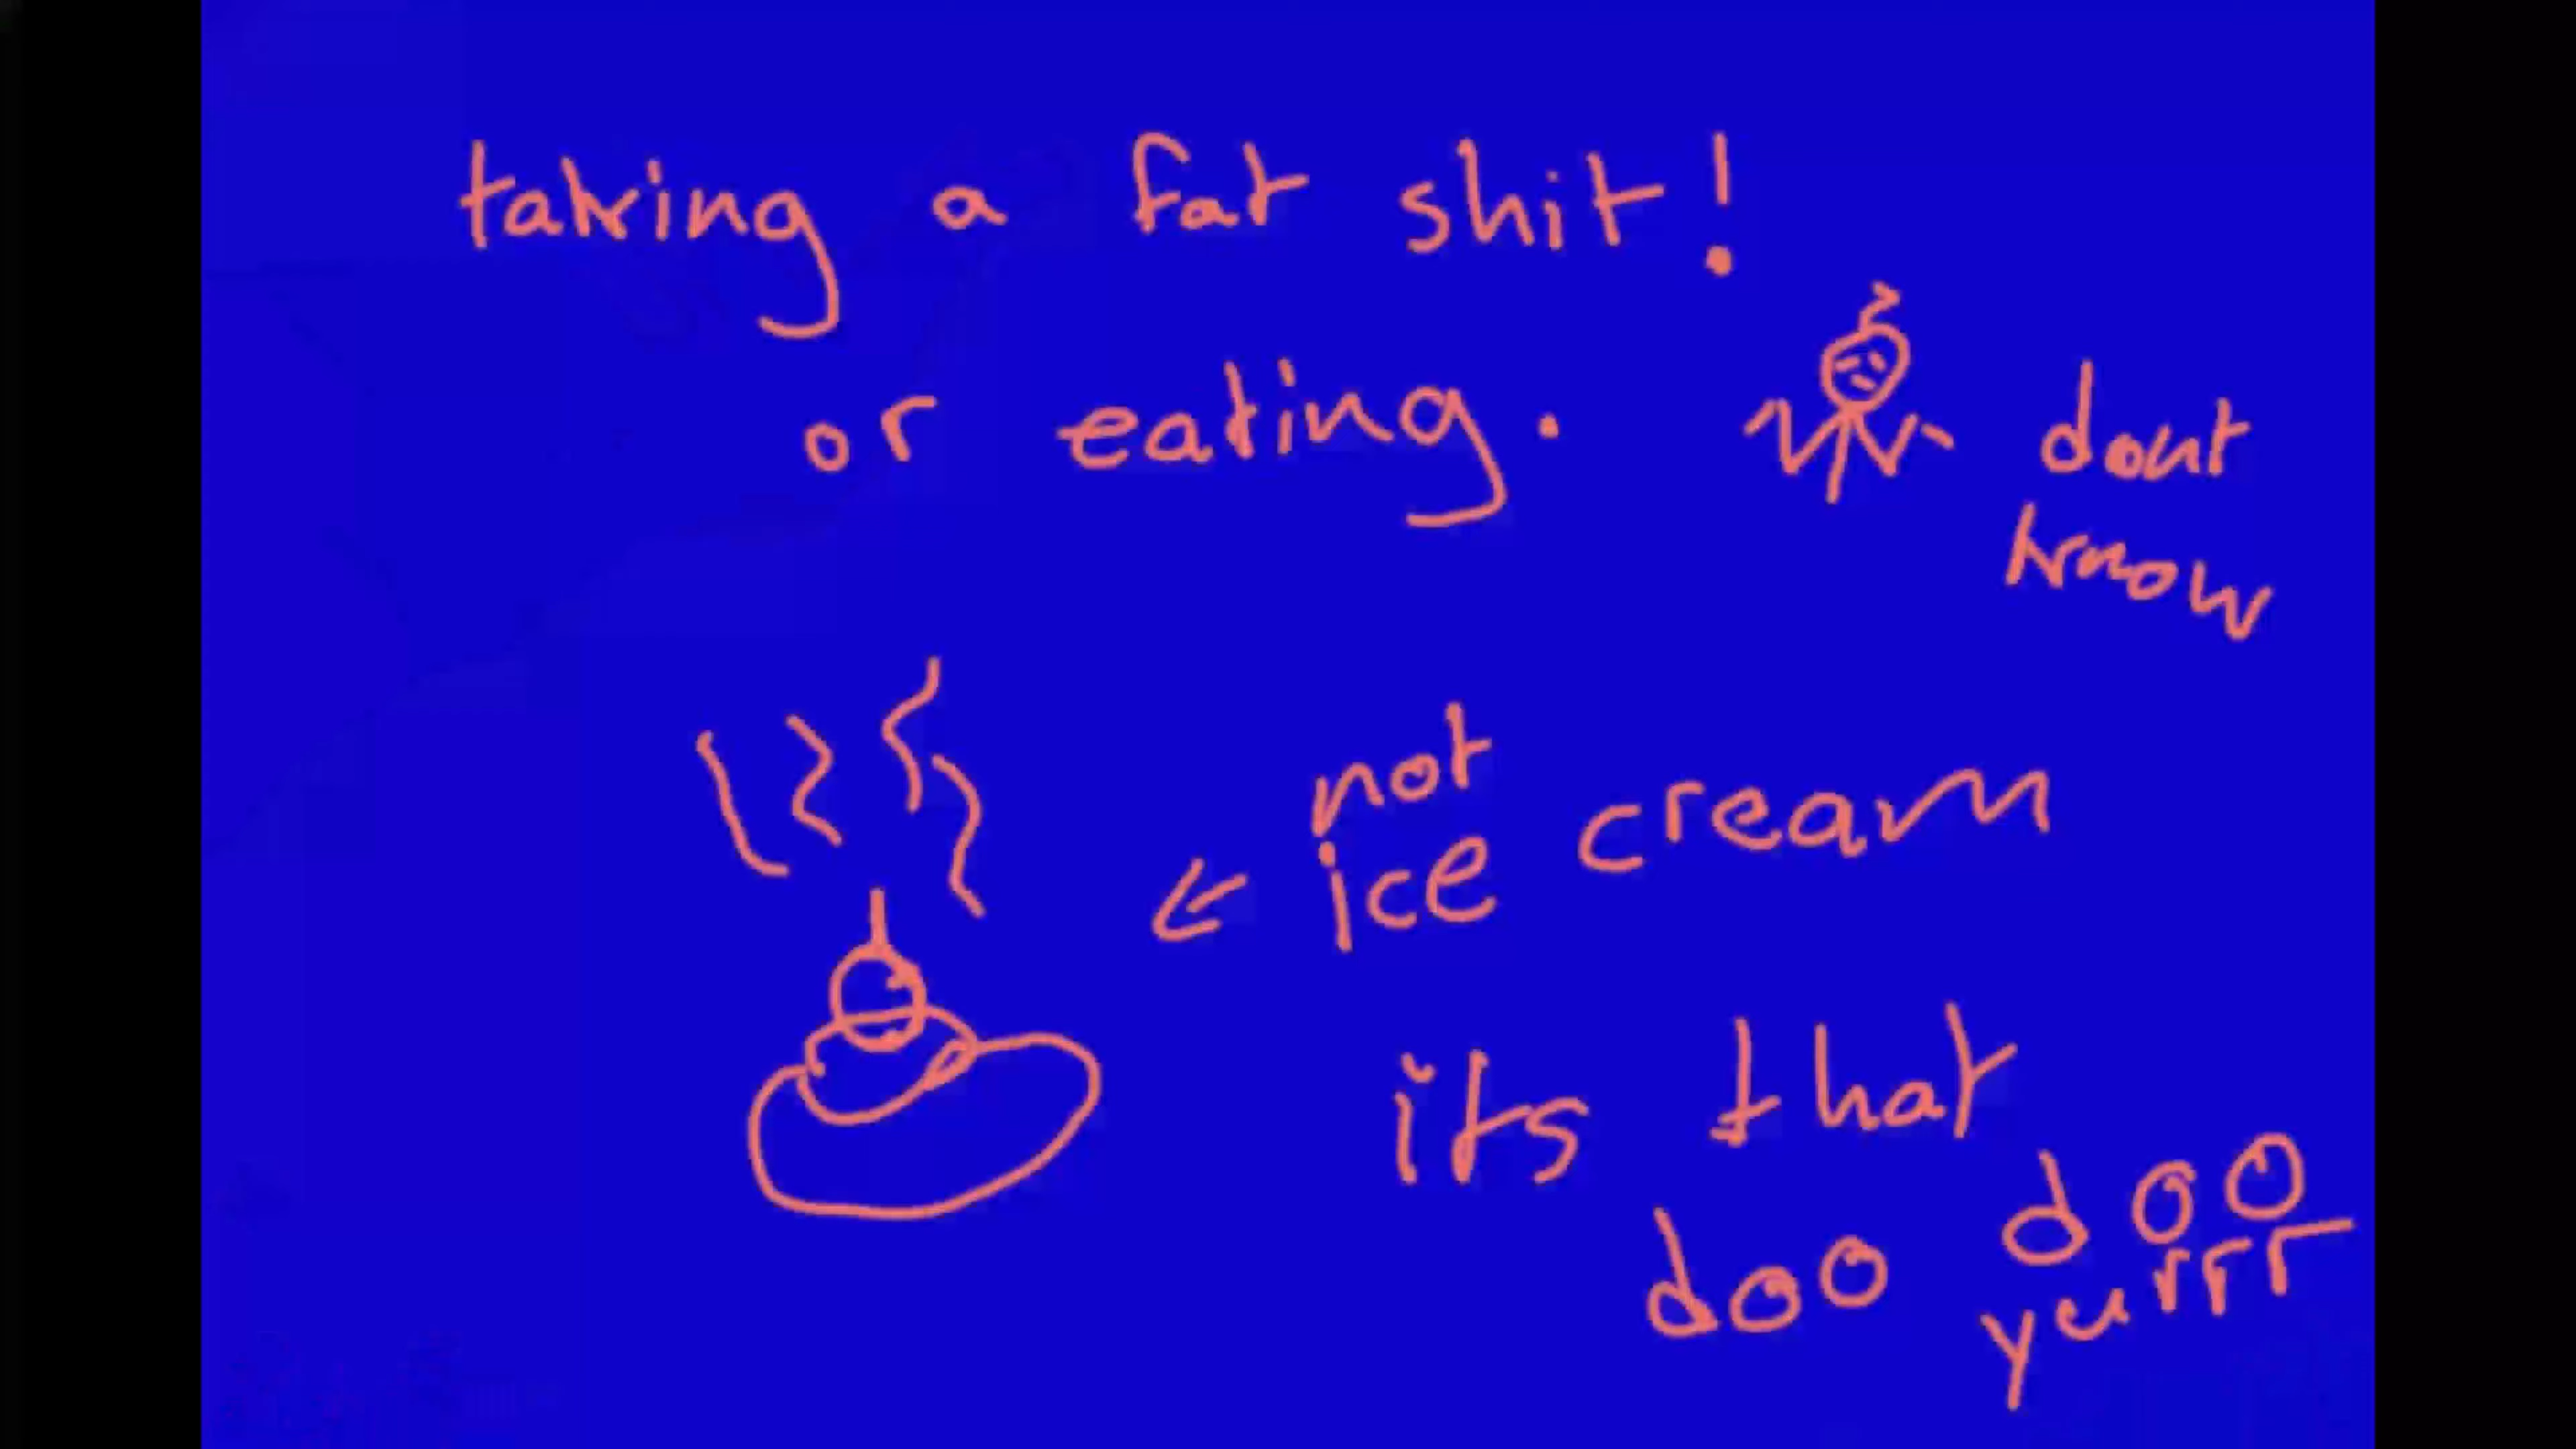 taking a fat shit!
or eating.
dont
know
not
ice cream
its that
doo doo
yurrr